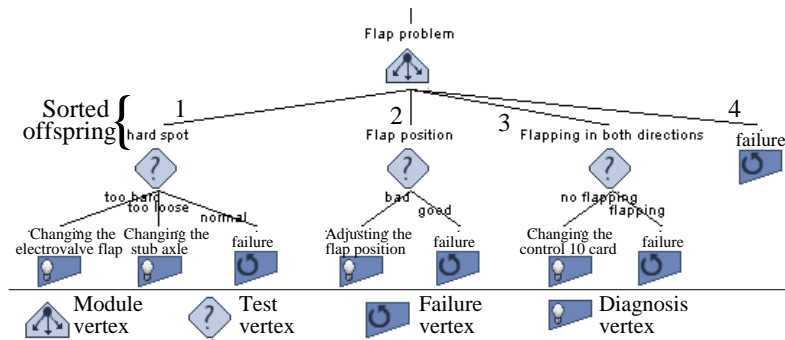 Flap problem
Sorted
offspring
1
2
3
4
hard spot
Flap position
Flapping in both directions
failure
?
?
?
too hard
too loose
normal
bad
good
no flapping
flapping
Changing the
electrovalve flap
Changing the
stub axle
failure
Adjusting the
flap position
failure
Changing the
control 10 card
failure
Module
vertex
?
Test
vertex
Failure
vertex
Diagnosis
vertex